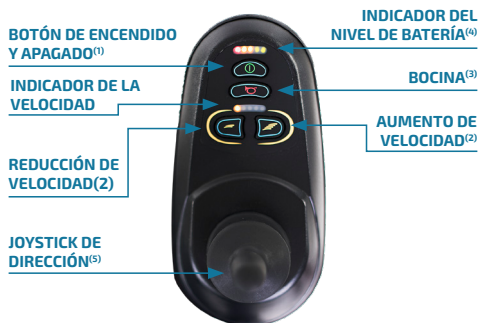 BOTÓN DE ENCENDIDO
Y APAGADO(1)
INDICADOR DE LA
VELOCIDAD
REDUCCIÓN DE
VELOCIDAD(2)
JOYSTICK DE
DIRECCIÓN(5)
INDICADOR DEL
NIVEL DE BATERÍA(4)
BOCINA(3)
AUMENTO DE
VELOCIDAD(2)